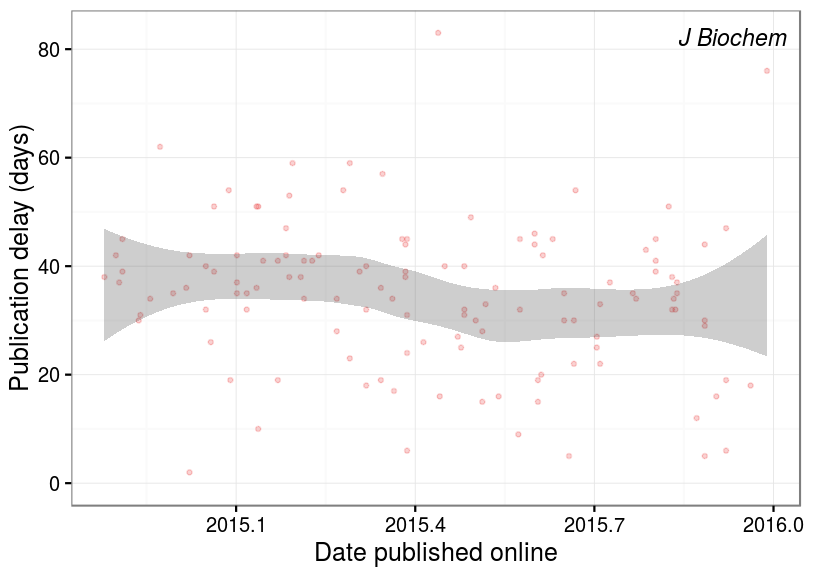 J Biochem
80
60
40
20
0
Publication delay (days)
2015.1 2015.4 2015.7 2016.0
Date published online